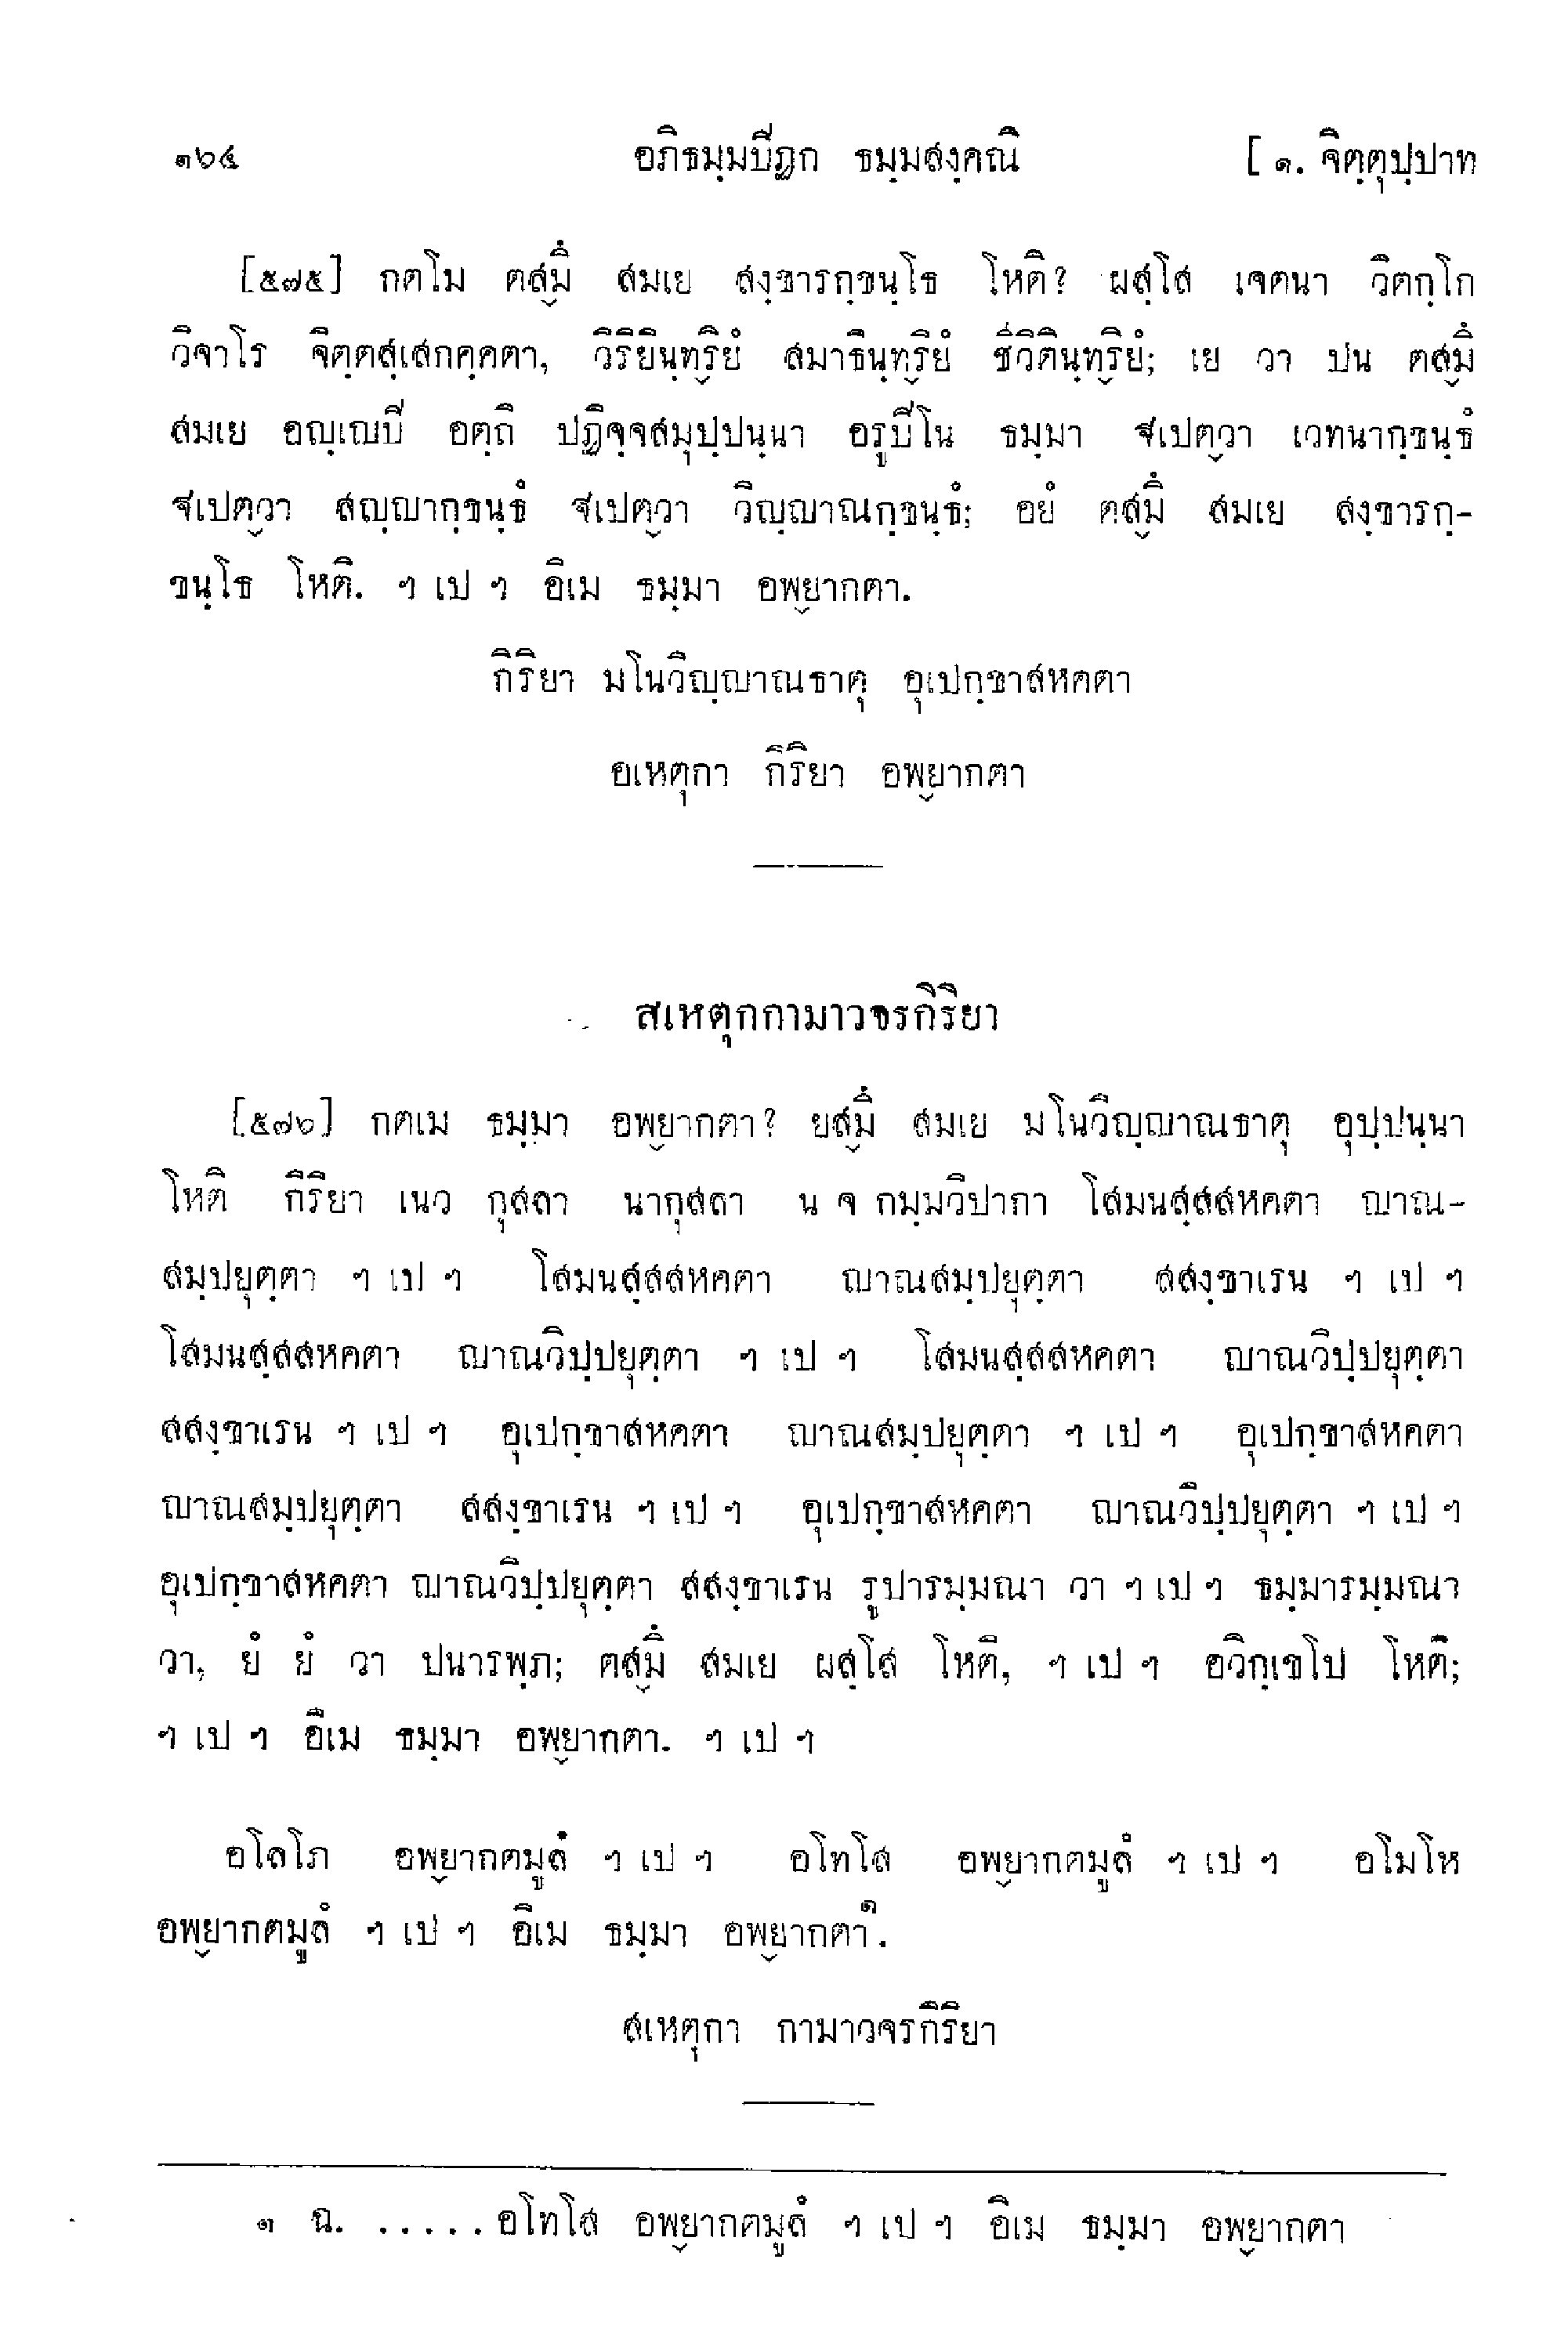 ๑๖๔ อภิธมฺมปิฏก ธมฺมสงฺคณิ [ ๑. จิตฺตุปฺปาท
[๕๗๕] กตโม ตส๎มึ สมเย สงฺขารกฺขนฺโธ โหติ? ผสฺโส เจตนา วิตกฺโก
วิจาโร จิตฺตสฺเสกคฺคตา, วิริยินฺท๎ริยํ สมาธินฺท๎ริยํ ชีวิตินฺท๎ริยํ; เย วา ปน ตส๎มึ
สมเย อญฺเญปิ อตฺถิ ปฏิจฺจสมุปฺปนฺนา อรูปิโน ธมฺมา ฐเปต๎วา เวทนากฺขนฺธํ
ฐเปต๎วา สญฺญากฺขนฺธํ ฐเปต๎วา วิญฺญาณกฺขนฺธํ; อยํ ตส๎มึ สมเย สงฺขารกฺ-
ขนฺโธ โหติ. ฯ เป ฯ อิเม ธมฺมา อพ๎ยากตา.
กิริยา มโนวิญฺญาณธาตุ อุเปกฺขาสหคตา
อเหตุกา กิริยา อพ๎ยากตา
สเหตุกกามาวจรกิริยา
[๕๗๖] กตเม ธมฺมา อพ๎ยากตา? ยส๎มึ สมเย มโนวิญฺญาณธาตุ อุปฺปนฺนา
โหติ กิริยา เนว กุสลา นากุสลา น จ กมฺมวิปากา โสมนสฺสสหคตา ญาณ-
สมฺปยุตฺตา ฯ เป ฯ โสมนสฺสสหคตา ญาณสมฺปยุตฺตา สสงฺขาเรน ฯ เป ฯ
โสมนสฺสสหคตา ญาณวิปฺปยุตฺตา ฯ เป ฯ โสมนสฺสสหคตา ญาณวิปฺปยุตฺตา
สสงฺขาเรน ฯ เป ฯ อุเปกฺขาสหคตา ญาณสมฺปยุตฺตา ฯ เป ฯ อุเปกฺขาสหคตา
ญาณสมฺปยุตฺตา สสงฺขาเรน ฯ เป ฯ อุเปกฺขาสหคตา ญาณวิปฺปยุตฺตา ฯ เป ฯ
อุเปกฺขาสหคตา ญาณวิปฺปยุตฺตา สสงฺขาเรน รูปารมฺมณา วา ฯ เป ฯ ธมฺมารมฺมณา
วา, ยํ ยํ วา ปนารพฺภ; ตส๎มึ สมเย ผสฺโส โหติ, ฯ เป ฯ อวิกฺเขโป โหติ;
ฯ เป ฯ อิเม ธมฺมา อพ๎ยากตา. ฯ เป ฯ
อโลโภ อพ๎ยากตมูลํ ฯ เป ฯ อโทโส อพ๎ยากตมูลํ ฯ เป ฯ อโมโห
อพ๎ยากตมูลํ ฯ เป ฯ อิเม ธมฺมา อพ๎ยากตา๑.
สเหตุกา กามาวจรกิริยา
๑ ฉ. .....อโทโส อพ๎ยากตมูลํ ฯ เป ฯ อิเม ธมฺมา อพ๎ยากตา